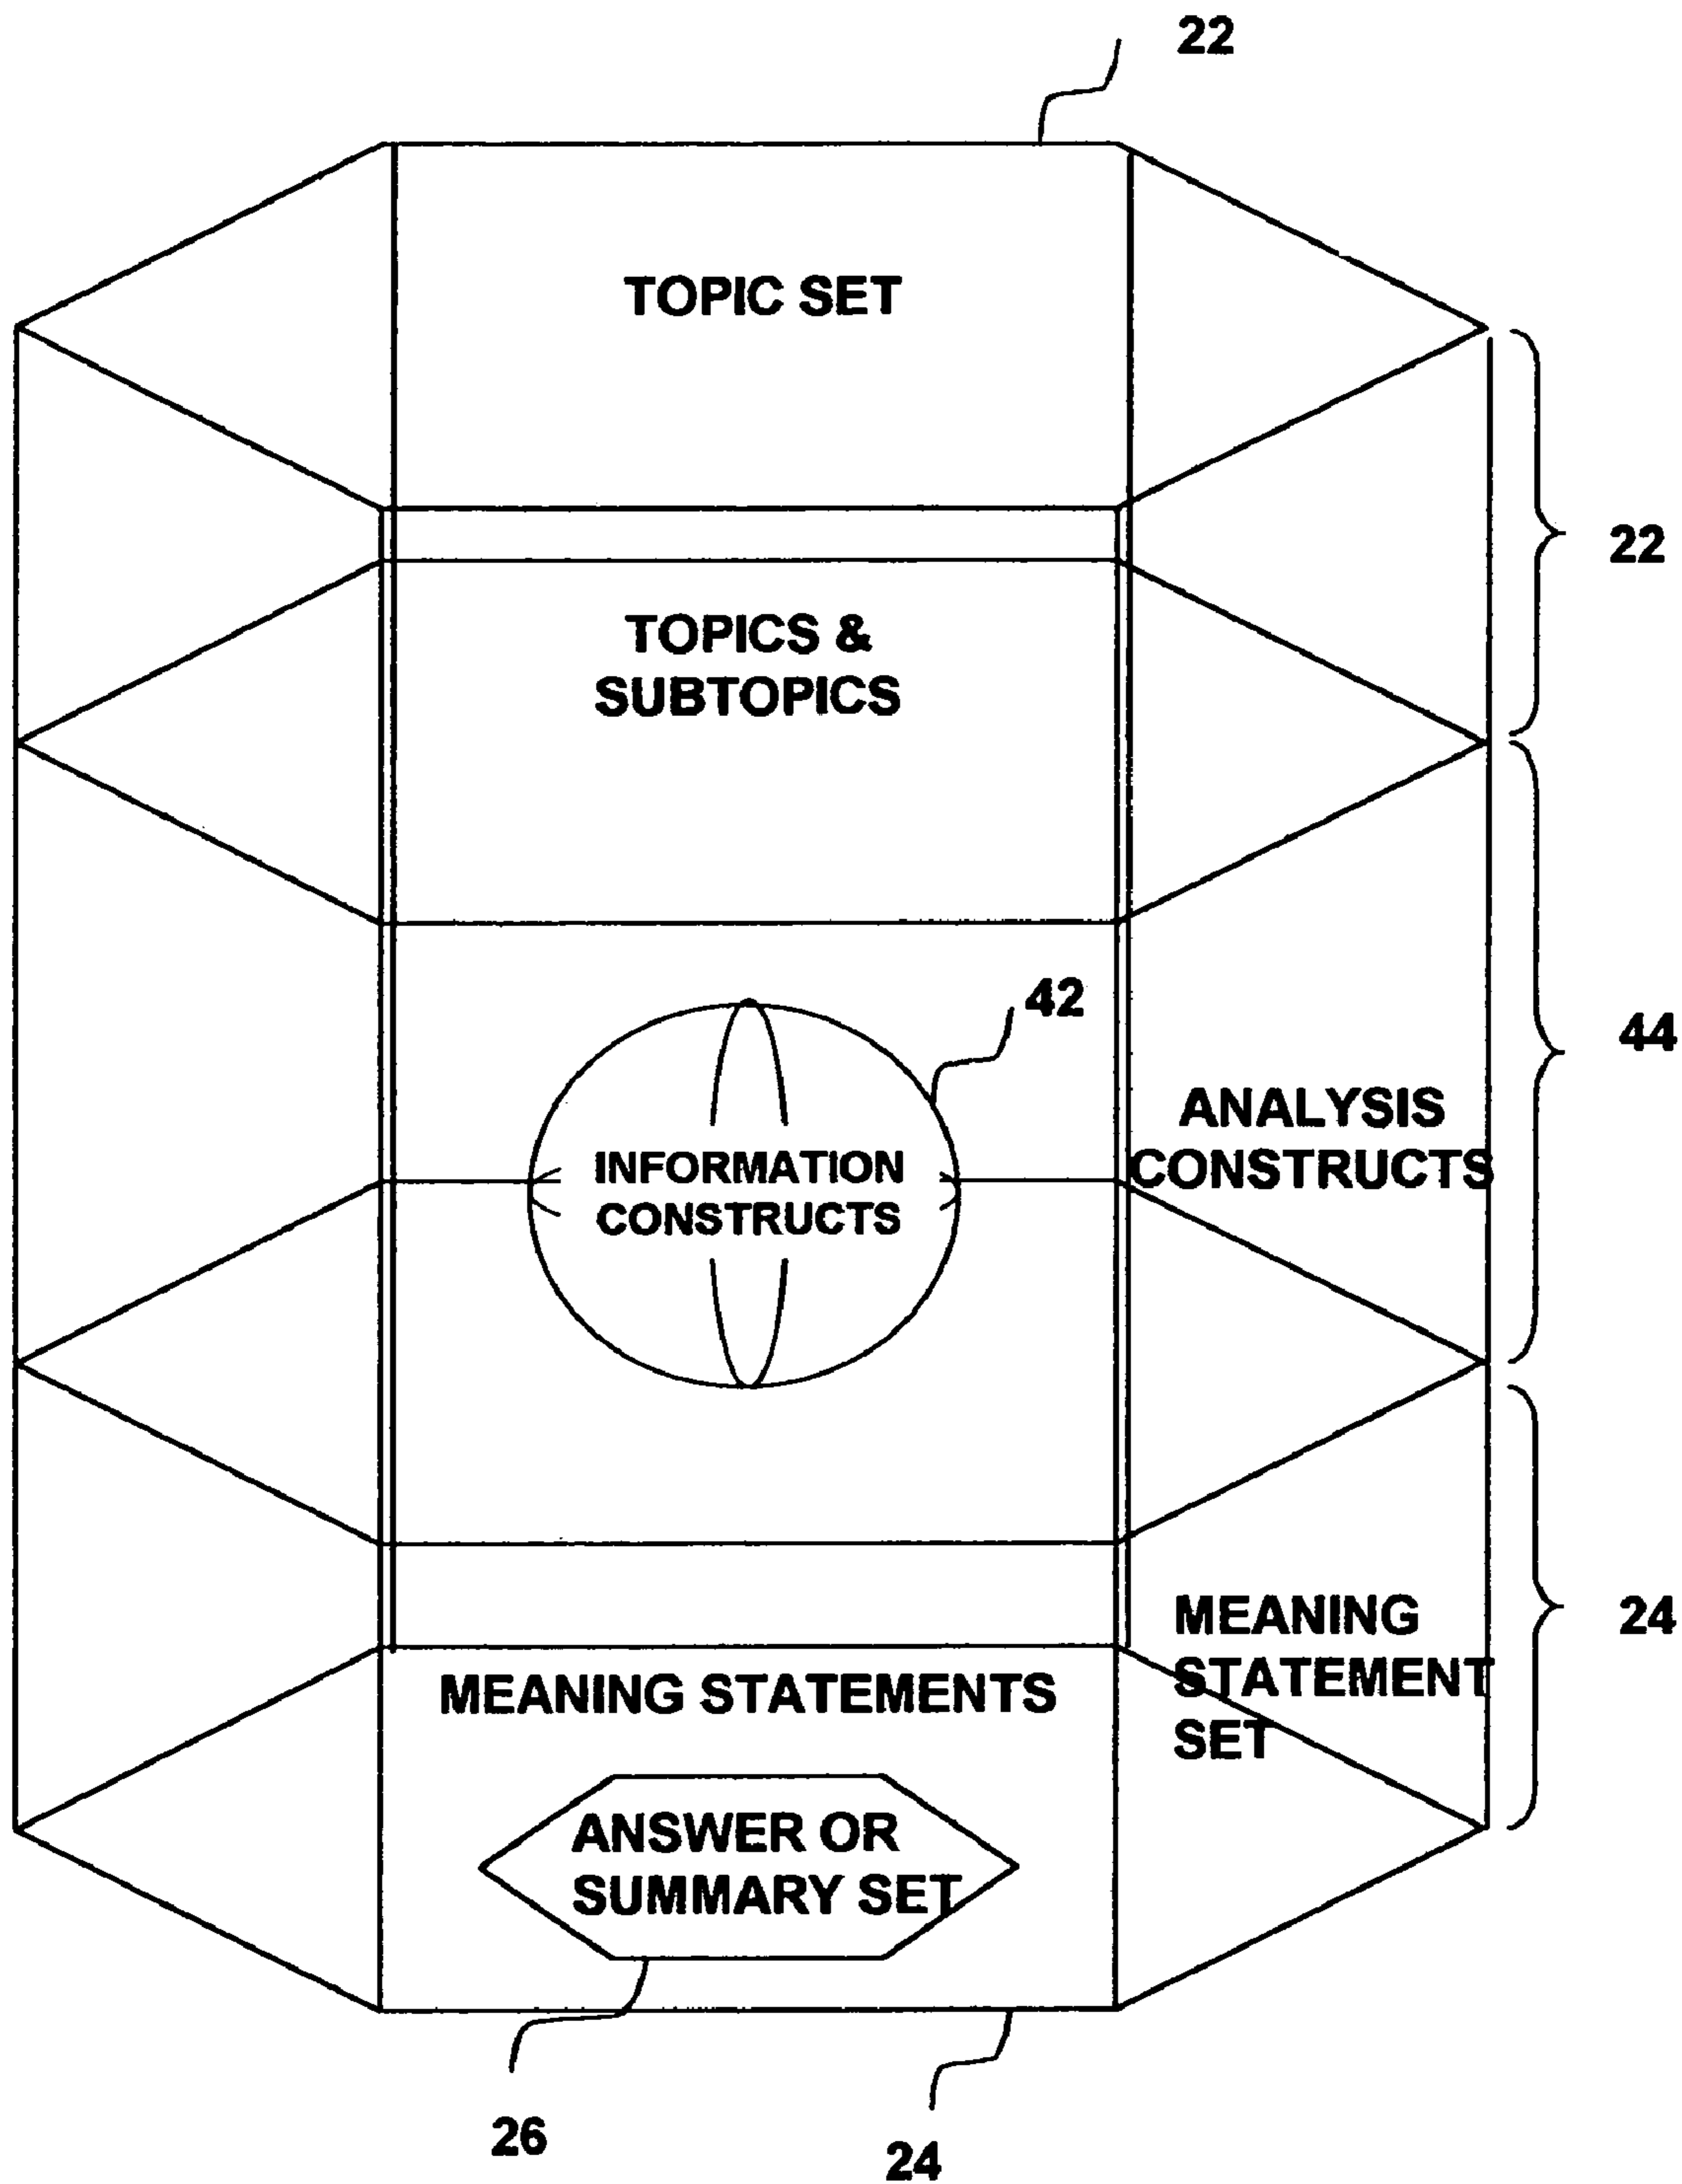 22
TOPIC SET
22
TOPICS &
SUBTOPICS
42
44
ANALYSIS
CONSTRUCTS
INFORMATION
CONSTRUCTS
24
MEANING
STATEMENT
SET
MEANING STATEMENTS
ANSWER OR
SUMMARY SET
26
24